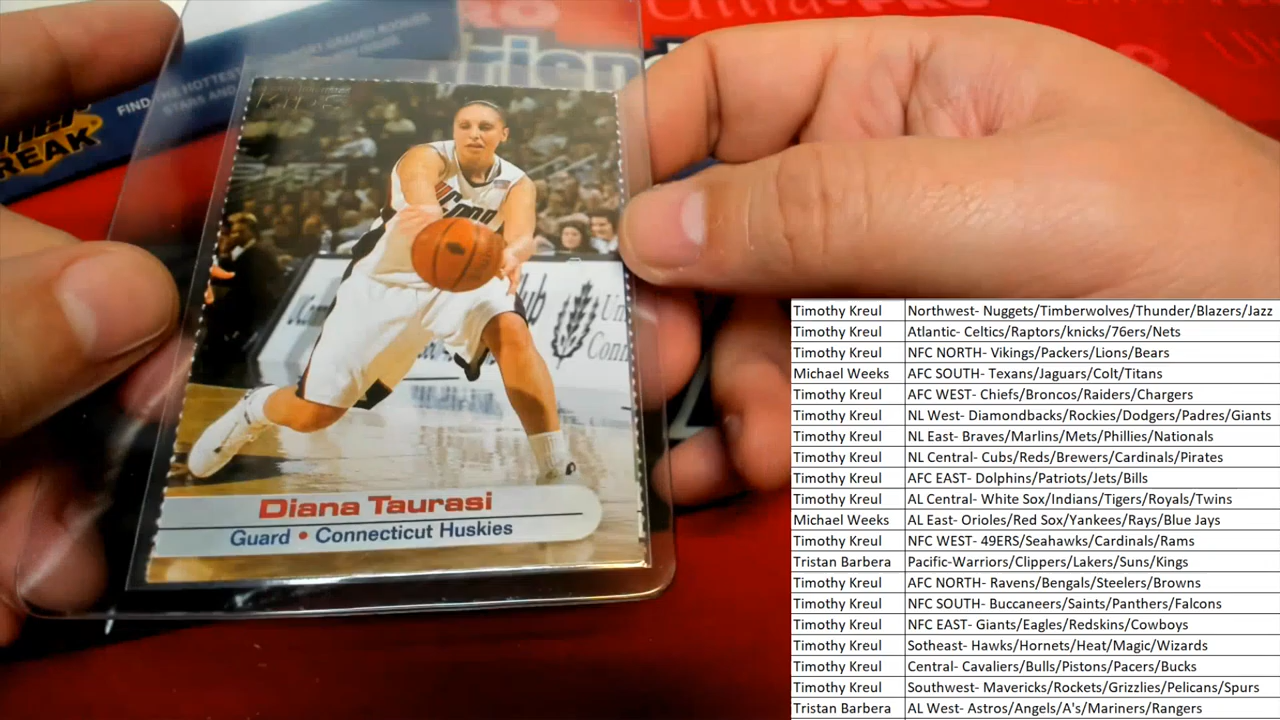 FIND THE HOTTEST
STARS AND
REAK
UConn
Diana Taurasi
Guard • Connecticut Huskies
Timothy Kreul Northwest- Nuggets/Timberwolves/Thunder/Blazers/Jazz
Timothy Kreul Atlantic- Celtics/Raptors/knicks/76ers/Nets
Timothy Kreul NFC NORTH- Vikings/Packers/Lions/Bears
Michael Weeks AFC SOUTH- Texans/Jaguars/Colt/Titans
Timothy Kreul AFC WEST- Chiefs/Broncos/Raiders/Chargers
Timothy Kreul NL West- Diamondbacks/Rockies/Dodgers/Padres/Giants
Timothy Kreul NL East- Braves/Marlins/Mets/Phillies/Nationals
Timothy Kreul NL Central- Cubs/Reds/Brewers/Cardinals/Pirates
Timothy Kreul AFC EAST- Dolphins/Patriots/Jets/Bills
Timothy Kreul AL Central- White Sox/Indians/Tigers/Royals/Twins
Michael Weeks AL East- Orioles/Red Sox/Yankees/Rays/Blue Jays
Timothy Kreul NFC WEST- 49ERS/Seahawks/Cardinals/Rams
Tristan Barbera Pacific-Warriors/Clippers/Lakers/Suns/Kings
Timothy Kreul AFC NORTH- Ravens/Bengals/Steelers/Browns
Timothy Kreul NFC SOUTH- Buccaneers/Saints/Panthers/Falcons
Timothy Kreul NFC EAST- Giants/Eagles/Redskins/Cowboys
Timothy Kreul Sotheast- Hawks/Hornets/Heat/Magic/Wizards
Timothy Kreul Central- Cavaliers/Bulls/Pistons/Pacers/Bucks
Timothy Kreul Southwest- Mavericks/Rockets/Grizzlies/Pelicans/Spurs
Tristan Barbera AL West- Astros/Angels/A's/Mariners/Rangers